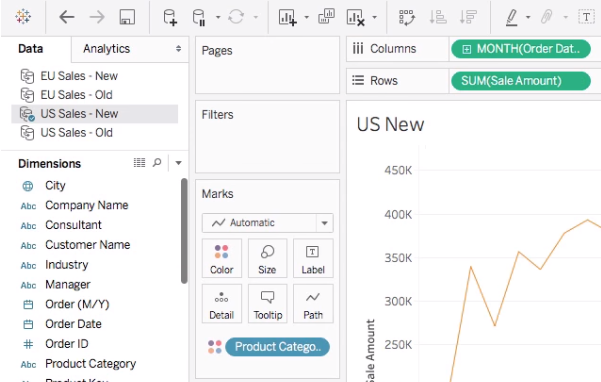 Pages
Columns
MONTH(Order Dat..
Rows
SUM(Sale Amount)
Data
Analytics
EU Sales - New
EU Sales - Old
US Sales - New
US Sales - Old
Dimensions
City
Abc Company Name
Abc Consultant
Abc Customer Name
Abc Industry
Abc Manager
Order (M/Y)
Order Date
# Order ID
Abc Product Category
Product Key
Filters
Marks
Automatic
Color
Size
T
Label
Detail
Tooltip
Path
Product Catego..
US New
450K
400K
350K
300K
250K
Sale Amount
T